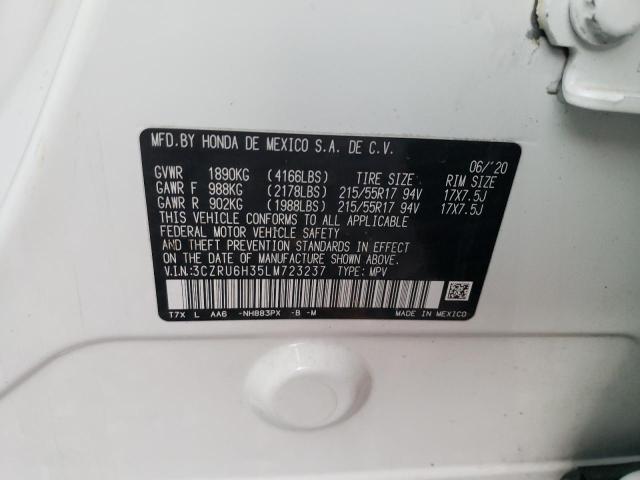 MFD.BY HONDA DE MEXICO S.A. DE C.V.
06/'20
GVWR 1890KG (4166LBS) TIRE SIZE RIM SIZE
GAWR F 988KG (2178LBS) 215/55R17 94V 17X7.5J
GAWR R 902KG (1988LBS) 215/55R17 94V 17X7.5J
THIS VEHICLE CONFORMS TO ALL APPLICABLE
FEDERAL MOTOR VEHICLE SAFETY
AND THEFT PREVENTION STANDARDS IN EFFECT
ON THE DATE OF MANUFACTURE SHOWN ABOVE.
V.I.N:3CZRU6H35LM723237 TYPE: MPV
T7X L AA6 -NH883PX -B -M MADE IN MEXICO